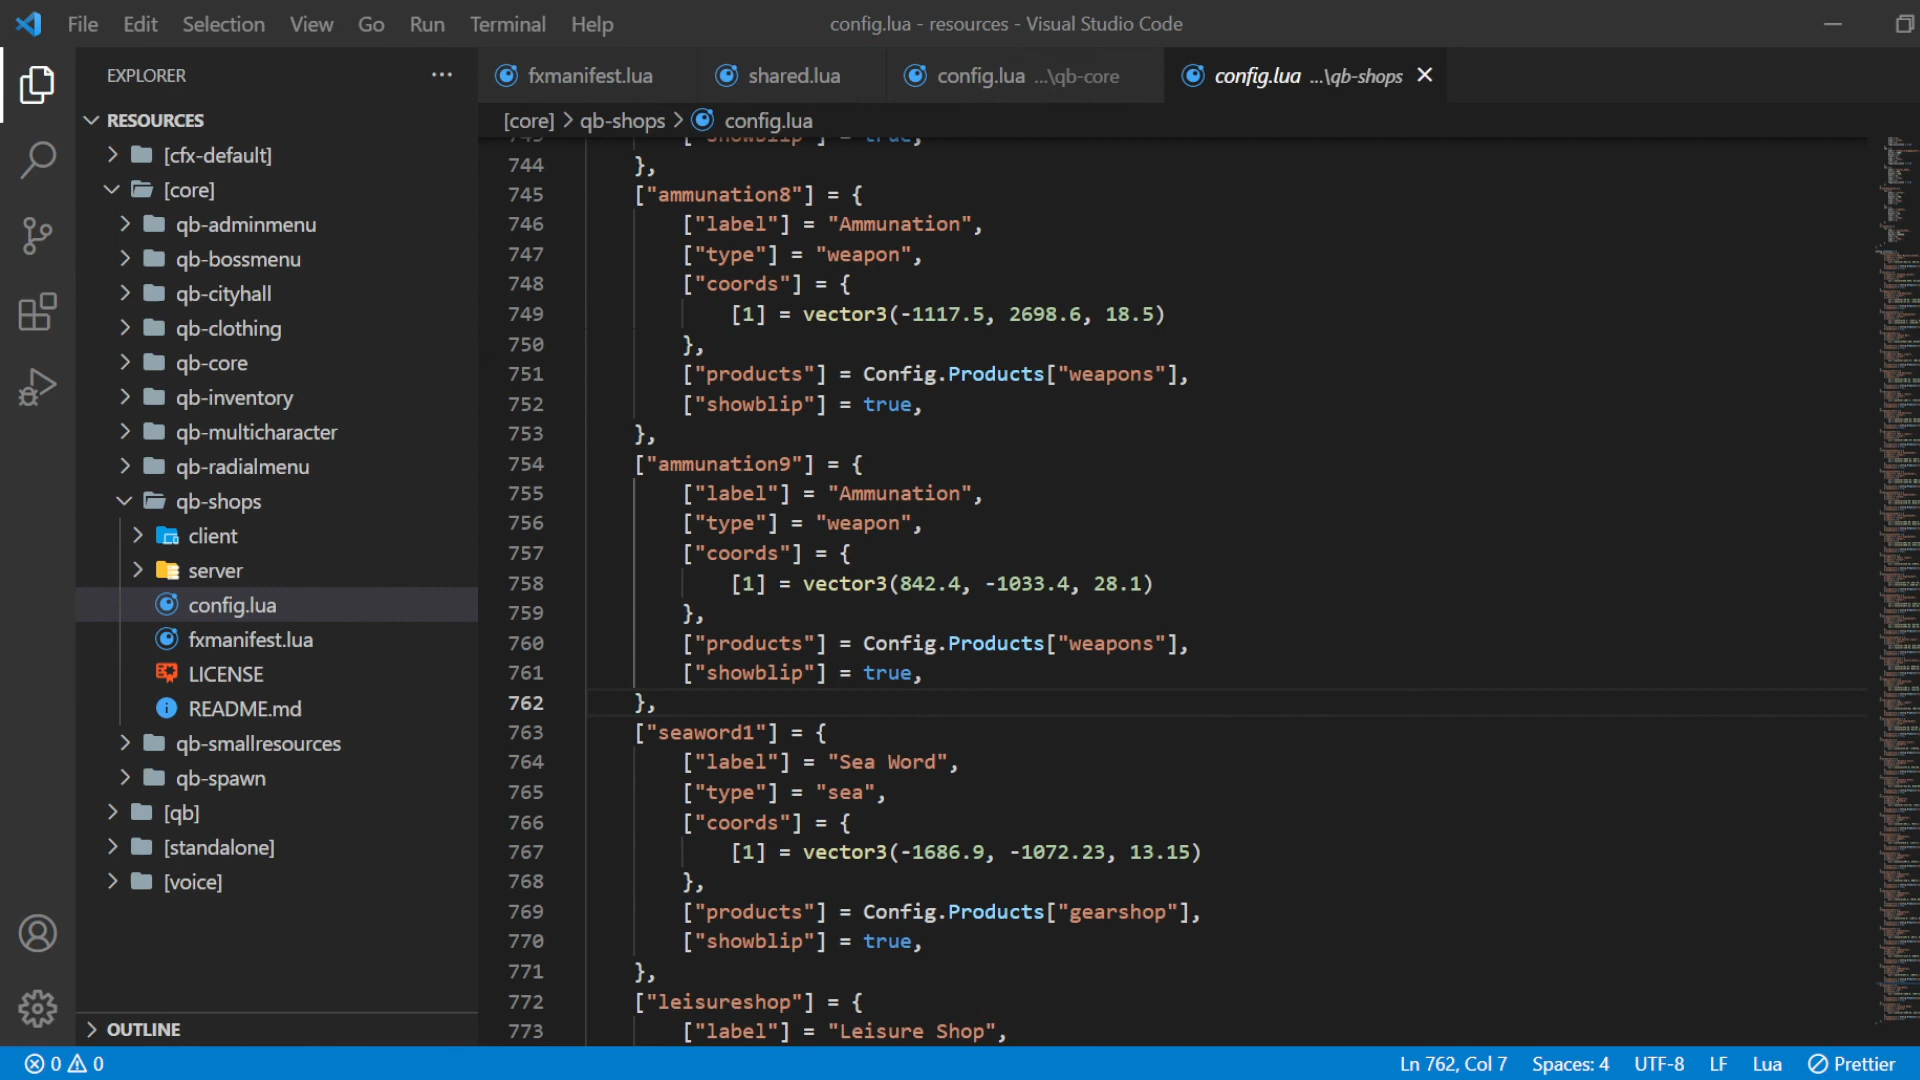 File Edit Selection View Go Run Terminal Help
config.lua - resources - Visual Studio Code
EXPLORER ...
RESOURCES
[cfx-default]
[core]
qb-adminmenu
qb-bossmenu
qb-cityhall
qb-clothing
qb-core
qb-inventory
qb-multicharacter
qb-radialmenu
qb-shops
client
server
config.lua
fxmanifest.lua
LICENSE
README.md
qb-smallresources
qb-spawn
[qb]
[standalone]
[voice]
OUTLINE
fxmanifest.lua shared.lua config.lua ...\qb-core config.lua ...\qb-shops
[core] > qb-shops > config.lua
743 ["showblip"] = true,
744 },
745 ["ammunation8"] = {
746 ["label"] = "Ammunation",
747 ["type"] = "weapon",
748 ["coords"] = {
749 [1] = vector3(-1117.5, 2698.6, 18.5)
750 },
751 ["products"] = Config.Products["weapons"],
752 ["showblip"] = true,
753 },
754 ["ammunation9"] = {
755 ["label"] = "Ammunation",
756 ["type"] = "weapon",
757 ["coords"] = {
758 [1] = vector3(842.4, -1033.4, 28.1)
759 },
760 ["products"] = Config.Products["weapons"],
761 ["showblip"] = true,
762 },
763 ["seaword1"] = {
764 ["label"] = "Sea Word",
765 ["type"] = "sea",
766 ["coords"] = {
767 [1] = vector3(-1686.9, -1072.23, 13.15)
768 },
769 ["products"] = Config.Products["gearshop"],
770 ["showblip"] = true,
771 },
772 ["leisureshop"] = {
773 ["label"] = "Leisure Shop",
0 0
Ln 762, Col 7 Spaces: 4 UTF-8 LF Lua Prettier